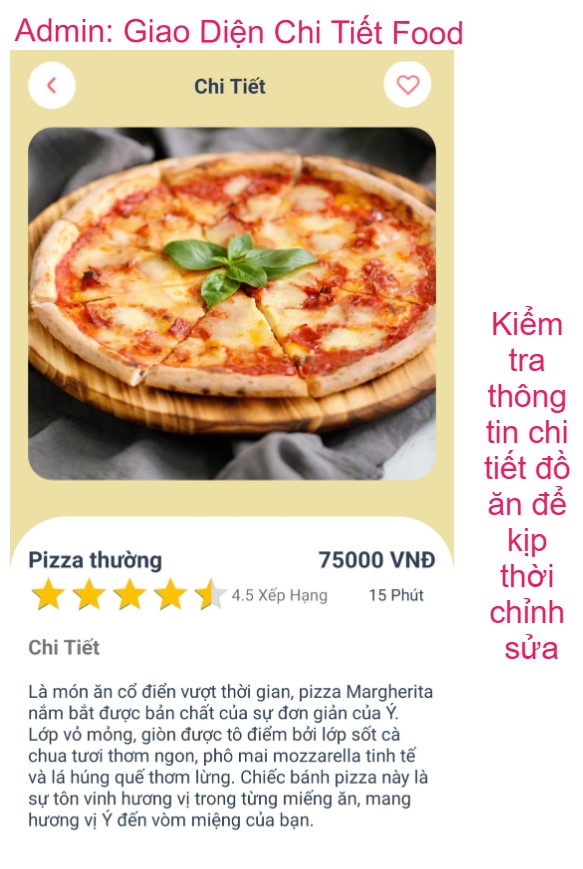 Admin: Giao Diện Chi Tiết Food
Chi Tiết
Kiểm
tra
thông
tin chi
tiết đồ
ăn để
kịp
thời
chỉnh
sửa
Pizza thường 75000 VNĐ
4.5 Xếp Hạng 15 Phút
Chi Tiết
Là món ăn cổ điển vượt thời gian, pizza Margherita
nắm bắt được bản chất của sự đơn giản của Ý.
Lớp vỏ mỏng, giòn được tô điểm bởi lớp sốt cà
chua tươi thơm ngon, phô mai mozzarella tinh tế
và lá húng quế thơm lừng. Chiếc bánh pizza này là
sự tôn vinh hương vị trong từng miếng ăn, mang
hương vị Ý đến vòm miệng của bạn.